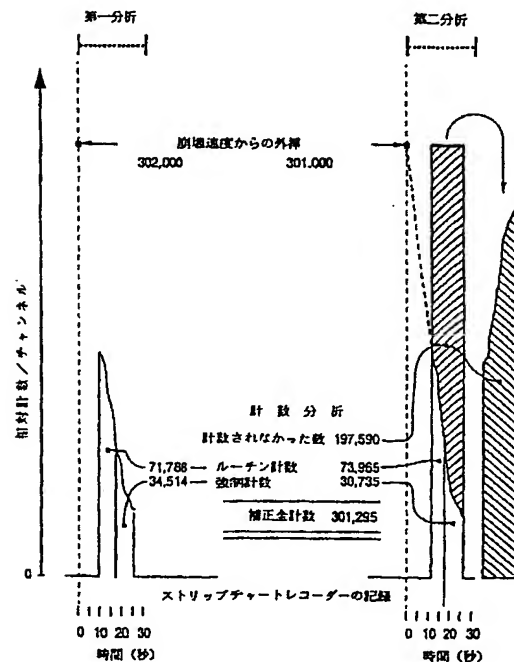 第一分析
第二分析
崩壊速度からの外挿
302,000
301.000
相対計数/チャンネル
計数分析
計数されなかった数 197,590
71,788 ルーチン計数 73,965
34,514 強制計数 30,735
補正全計数 301,295
0
ストリップチャートレコーダーの記録
0 10 20 30
0 10 20 30
時間 (秒)
時間 (秒)